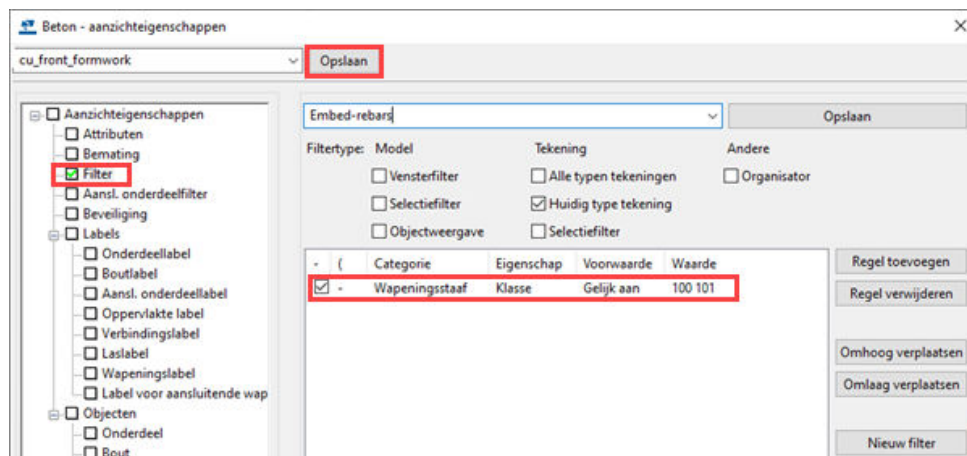 Beton - aanzichteigenschappen
cu_front_formwork Opslaan
Aanzichteigenschappen
Attributen
Bemating
Filter
Aansl. onderdeelfilter
Beveiliging
Labels
Onderdeellabel
Boutlabel
Aansl. onderdeellabel
Oppervlakte label
Verbindingslabel
Laslabel
Wapeningslabel
Label voor aansluitende wap
Objecten
Onderdeel
Bout
Embed-rebars Opslaan
Filtertype: Model Tekening Andere
Vensterfilter Alle typen tekeningen Organisator
Selectiefilter Huidig type tekening
Objectweergave Selectiefilter
- ( Categorie Eigenschap Voorwaarde Waarde
- Wapeningsstaaf Klasse Gelijk aan 100 101
Regel toevoegen
Regel verwijderen
Omhoog verplaatsen
Omlaag verplaatsen
Nieuw filter